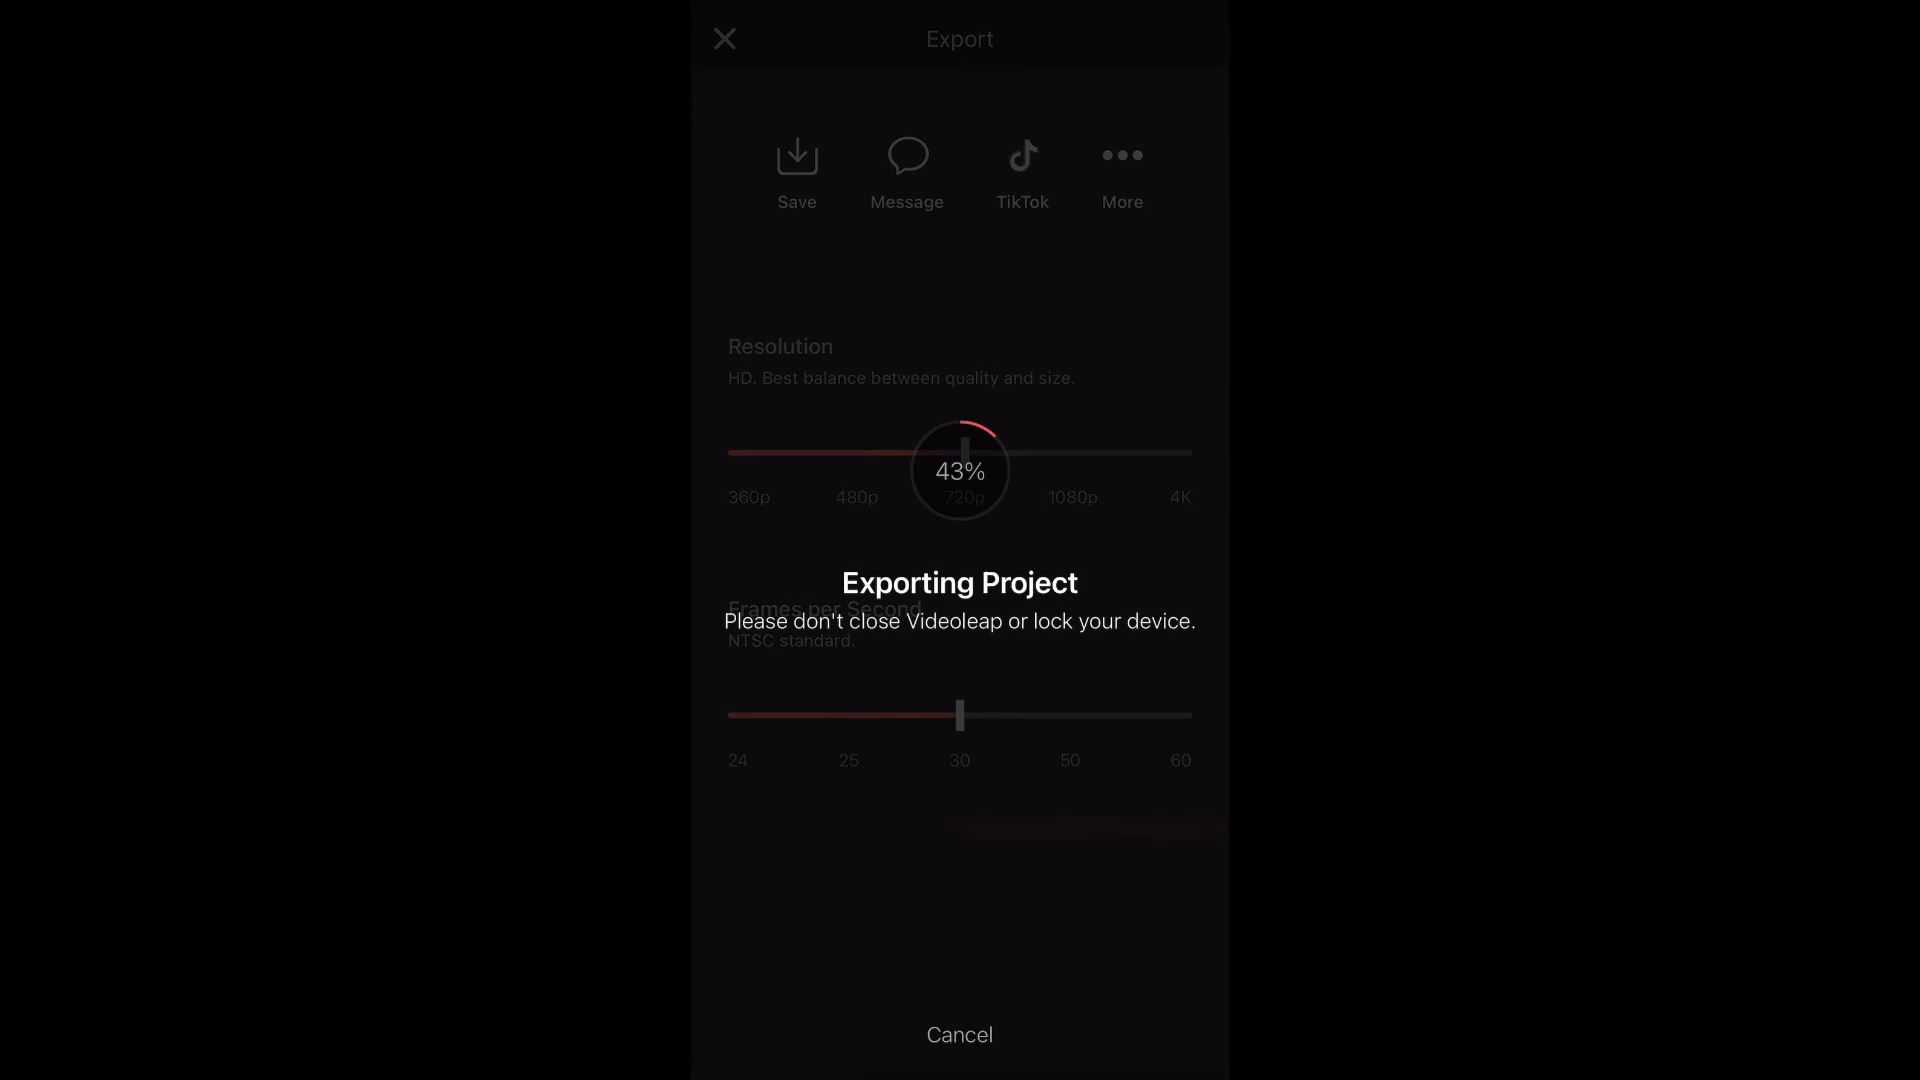 Export
Save Message TikTok More
Resolution
HD. Best balance between quality and size.
43%
360p 480p 720p 1080p 4K
Exporting Project
Frames per Second
Please don't close Videoleap or lock your device.
NTSC standard.
24 25 30 50 60
Cancel